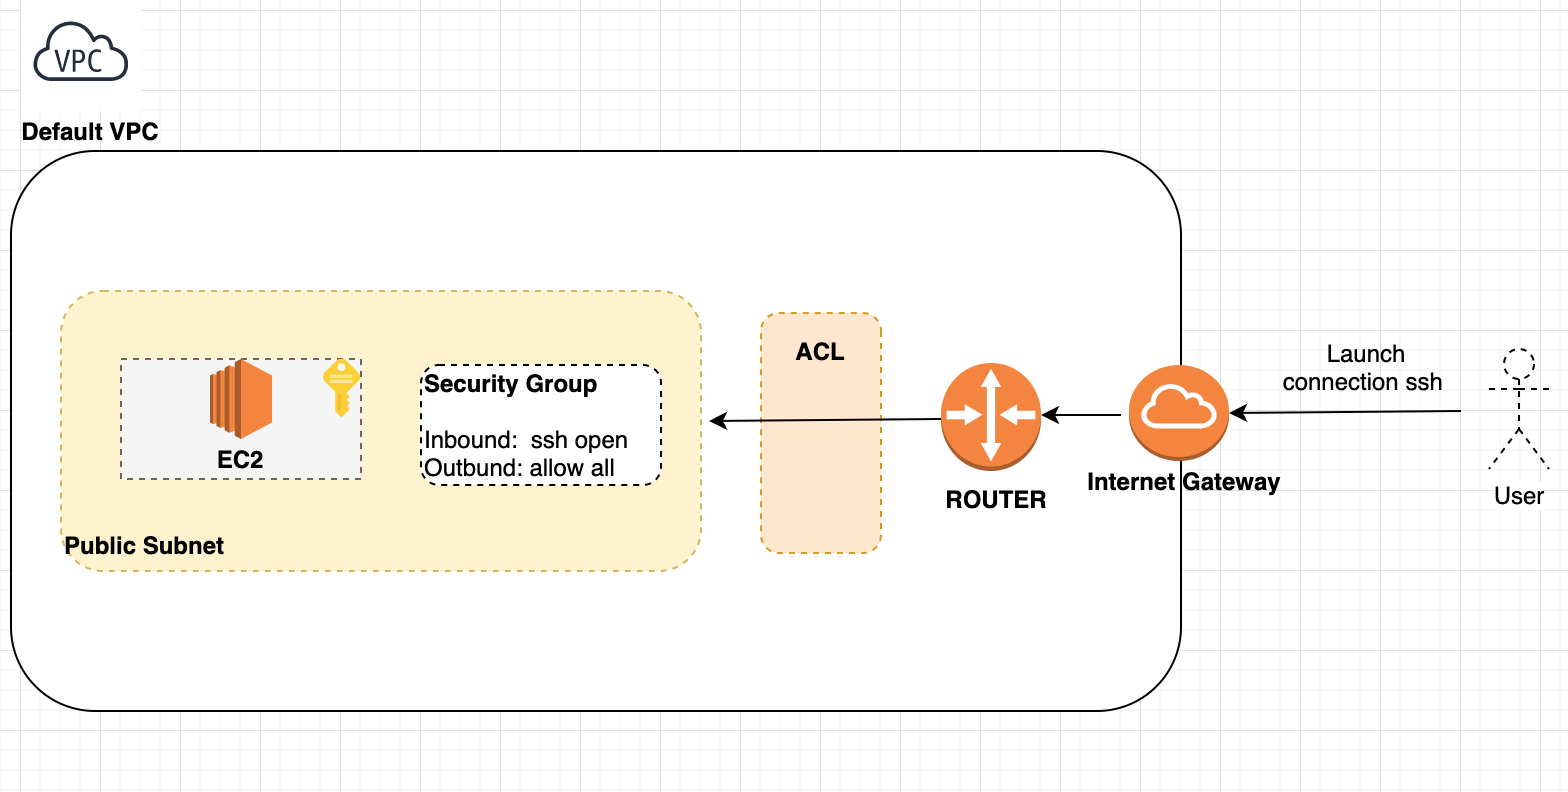 VPC
Default VPC
ACL
Launch
connection ssh
Security Group
Inbound:  ssh open
Outbund: allow all
EC2
Internet Gateway
ROUTER
User
Public Subnet